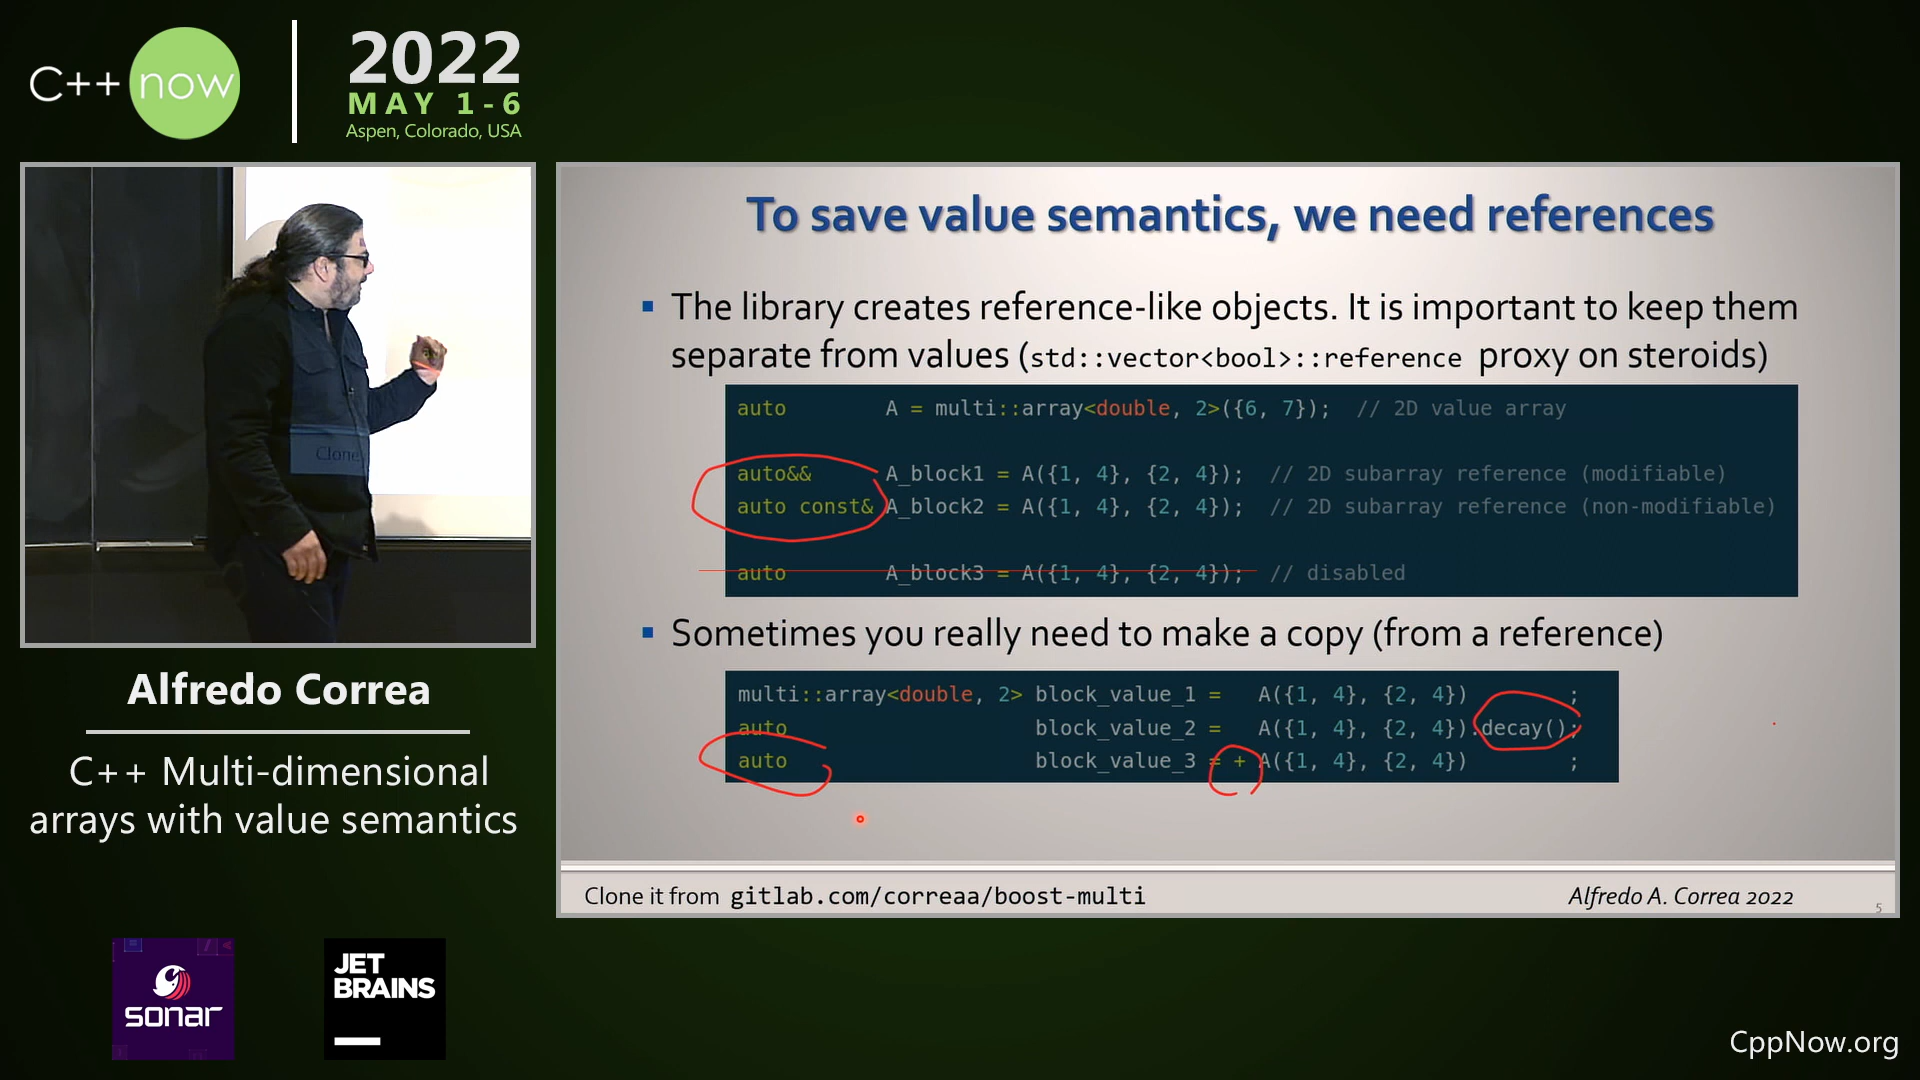 C++ now
2022
MAY 1-6
Aspen, Colorado, USA
Clone
Alfredo Correa
C++ Multi-dimensional
arrays with value semantics
sonar
JET
BRAINS
To save value semantics, we need references
The library creates reference-like objects. It is important to keep them
separate from values (std::vector<bool>::reference proxy on steroids)
auto A = multi::array<double, 2>({6, 7}); // 2D value array
auto&& A_block1 = A({1, 4}, {2, 4}); // 2D subarray reference (modifiable)
auto const& A_block2 = A({1, 4}, {2, 4}); // 2D subarray reference (non-modifiable)
auto A_block3 = A({1, 4}, {2, 4}); // disabled
Sometimes you really need to make a copy (from a reference)
multi::array<double, 2> block_value_1 = A({1, 4}, {2, 4}) ;
auto block_value_2 = A({1, 4}, {2, 4}).decay();
auto block_value_3 = + A({1, 4}, {2, 4}) ;
Clone it from gitlab.com/correaa/boost-multi
Alfredo A. Correa 2022
5
CppNow.org